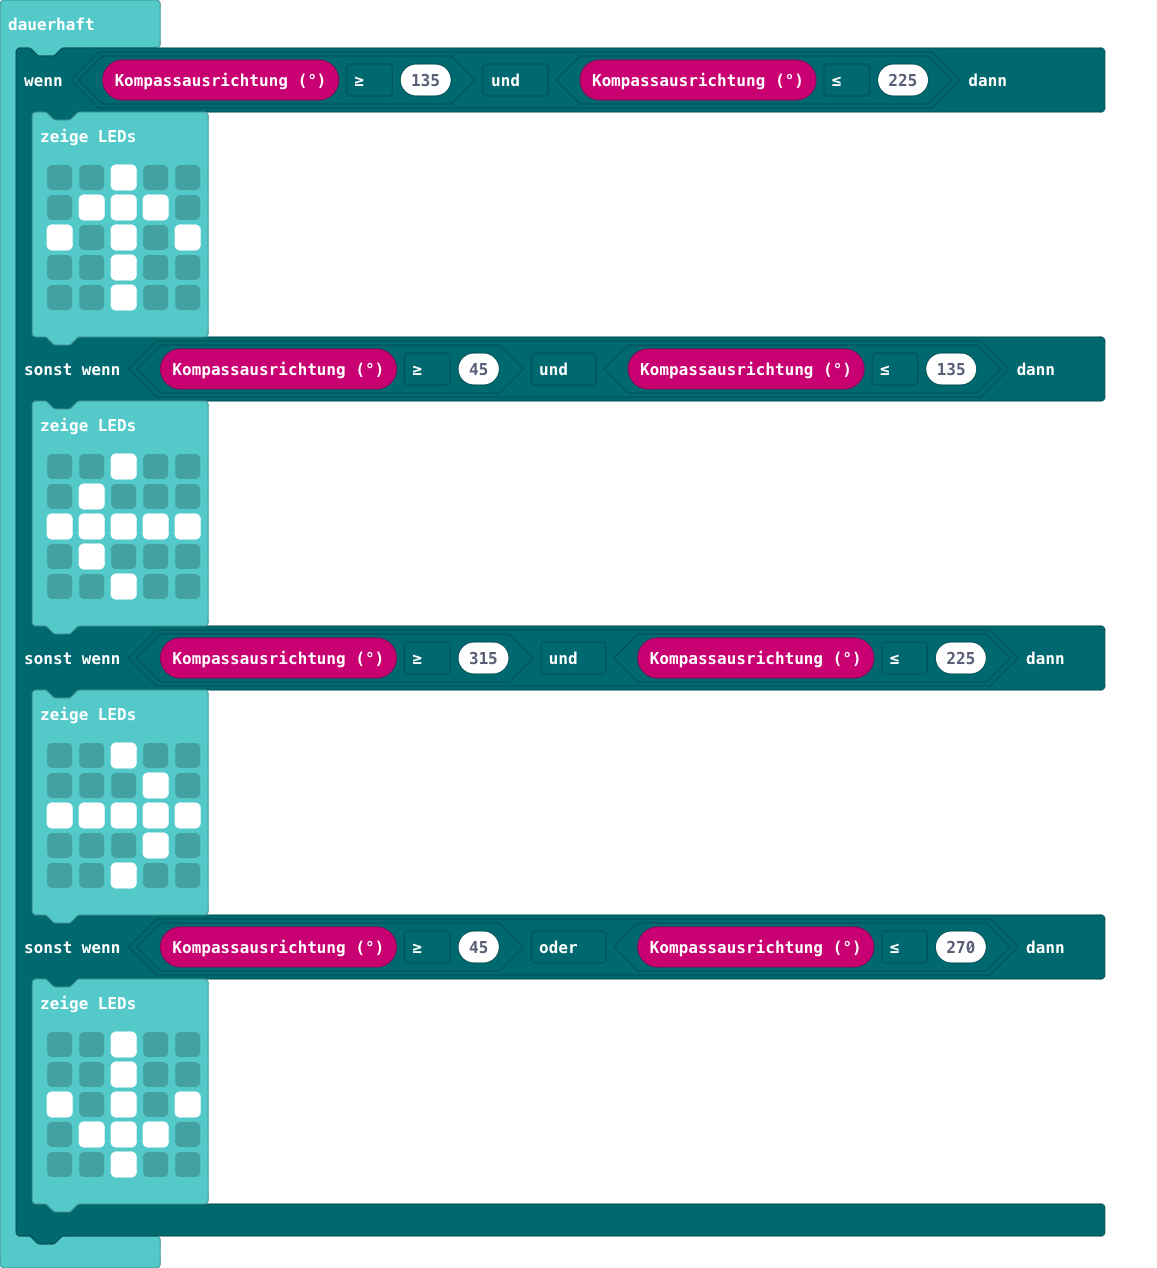 dauerhaft
wenn Kompassausrichtung (°) ≥ 135 und Kompassausrichtung (°) ≤ 225 dann
zeige LEDs
sonst wenn Kompassausrichtung (°) ≥ 45 und Kompassausrichtung (°) ≤ 135 dann
zeige LEDs
sonst wenn Kompassausrichtung (°) ≥ 315 und Kompassausrichtung (°) ≤ 225 dann
zeige LEDs
sonst wenn Kompassausrichtung (°) ≥ 45 oder Kompassausrichtung (°) ≤ 270 dann
zeige LEDs